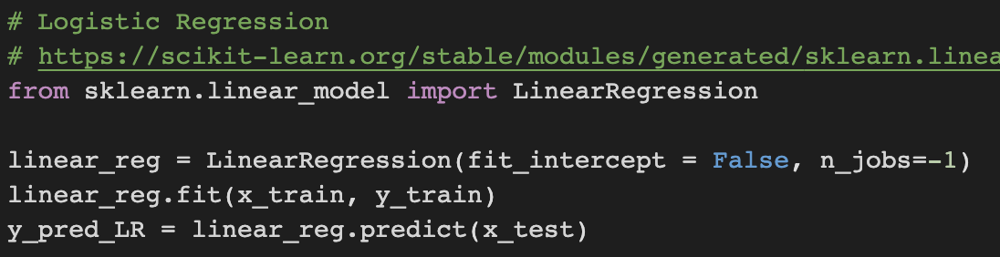 # Logistic Regression
# https://scikit-learn.org/stable/modules/generated/sklearn.linea
from sklearn.linear_model import LinearRegression
linear_reg = LinearRegression(fit_intercept = False, n_jobs=-1)
linear_reg.fit(x_train, y_train)
y_pred_LR = linear_reg.predict(x_test)